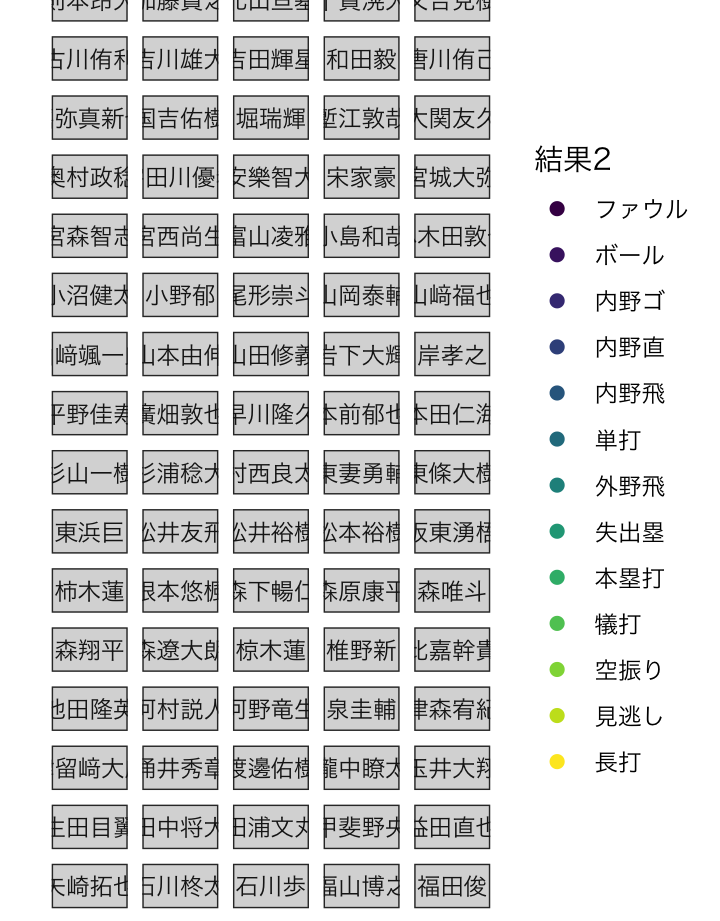 古川侑利 吉川雄大 吉田輝星 和田毅 唐川侑己
弥真新 国吉佑樹 堀瑞輝 堑江敦哉 大関友久
奥村政稔 田川優 安樂智大 宋家豪 宮城大弥
宮森智志 宮西尚生 富山凌雅 小島和哉 木田敦
小沼健太 小野郁 尾形崇斗 山岡泰輔 山﨑福也
﨑颯一 山本由伸 山田修義 岩下大輝 岸孝之
平野佳寿 廣畑敦也 早川隆久 本前郁也 本田仁海
杉山一樹 杉浦稔大 村西良太 東妻勇輔 東條大樹
東浜巨 松井友飛 松井裕樹 松本裕樹 坂東湧梧
柿木蓮 根本悠楓 森下暢仁 森原康平 森唯斗
森翔平 森遼大朗 椋木蓮 椎野新 比嘉幹貴
池田隆英 河村説人 河野竜生 泉圭輔 津森宥紀
留﨑大 涌井秀章 渡邊佑樹 瀧中瞭太 玉井大翔
生田目翼 田中将大 田浦文丸 甲斐野央 益田直也
矢崎拓也 石川柊太 石川歩 福山博之 福田俊
結果2
ファウル
ボール
内野ゴ
内野直
内野飛
単打
外野飛
失出塁
本塁打
犠打
空振り
見逃し
長打